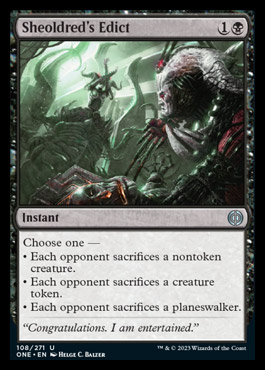 Sheoldred's Edict 1
Instant
Choose one —
• Each opponent sacrifices a nontoken
creature.
• Each opponent sacrifices a creature
token.
• Each opponent sacrifices a planeswalker.
“Congratulations. I am entertained.”
108/271 U
ONE • EN HELGE C. BALZER
™ & © 2023 Wizards of the Coast